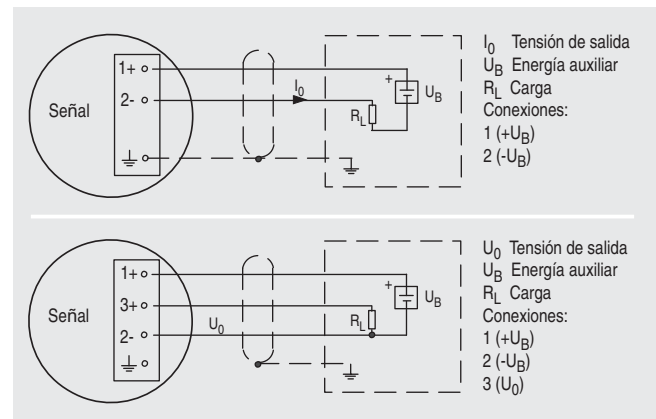 1+
2-
Señal
I0
RL
+
UB
I0 Tensión de salida
UB Energía auxiliar
RL Carga
Conexiones:
1 (+UB)
2 (-UB)
1+
3+
2-
Señal
U0
RL
+
UB
U0 Tensión de salida
UB Energía auxiliar
RL Carga
Conexiones:
1 (+UB)
2 (-UB)
3 (U0)